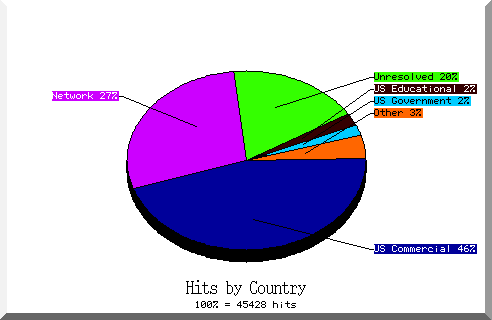 Unresolved 20%
US Educational 2%
Network 27%
US Government 2%
Other 3%
US Commercial 46%
Hits by Country
100% = 45428 hits